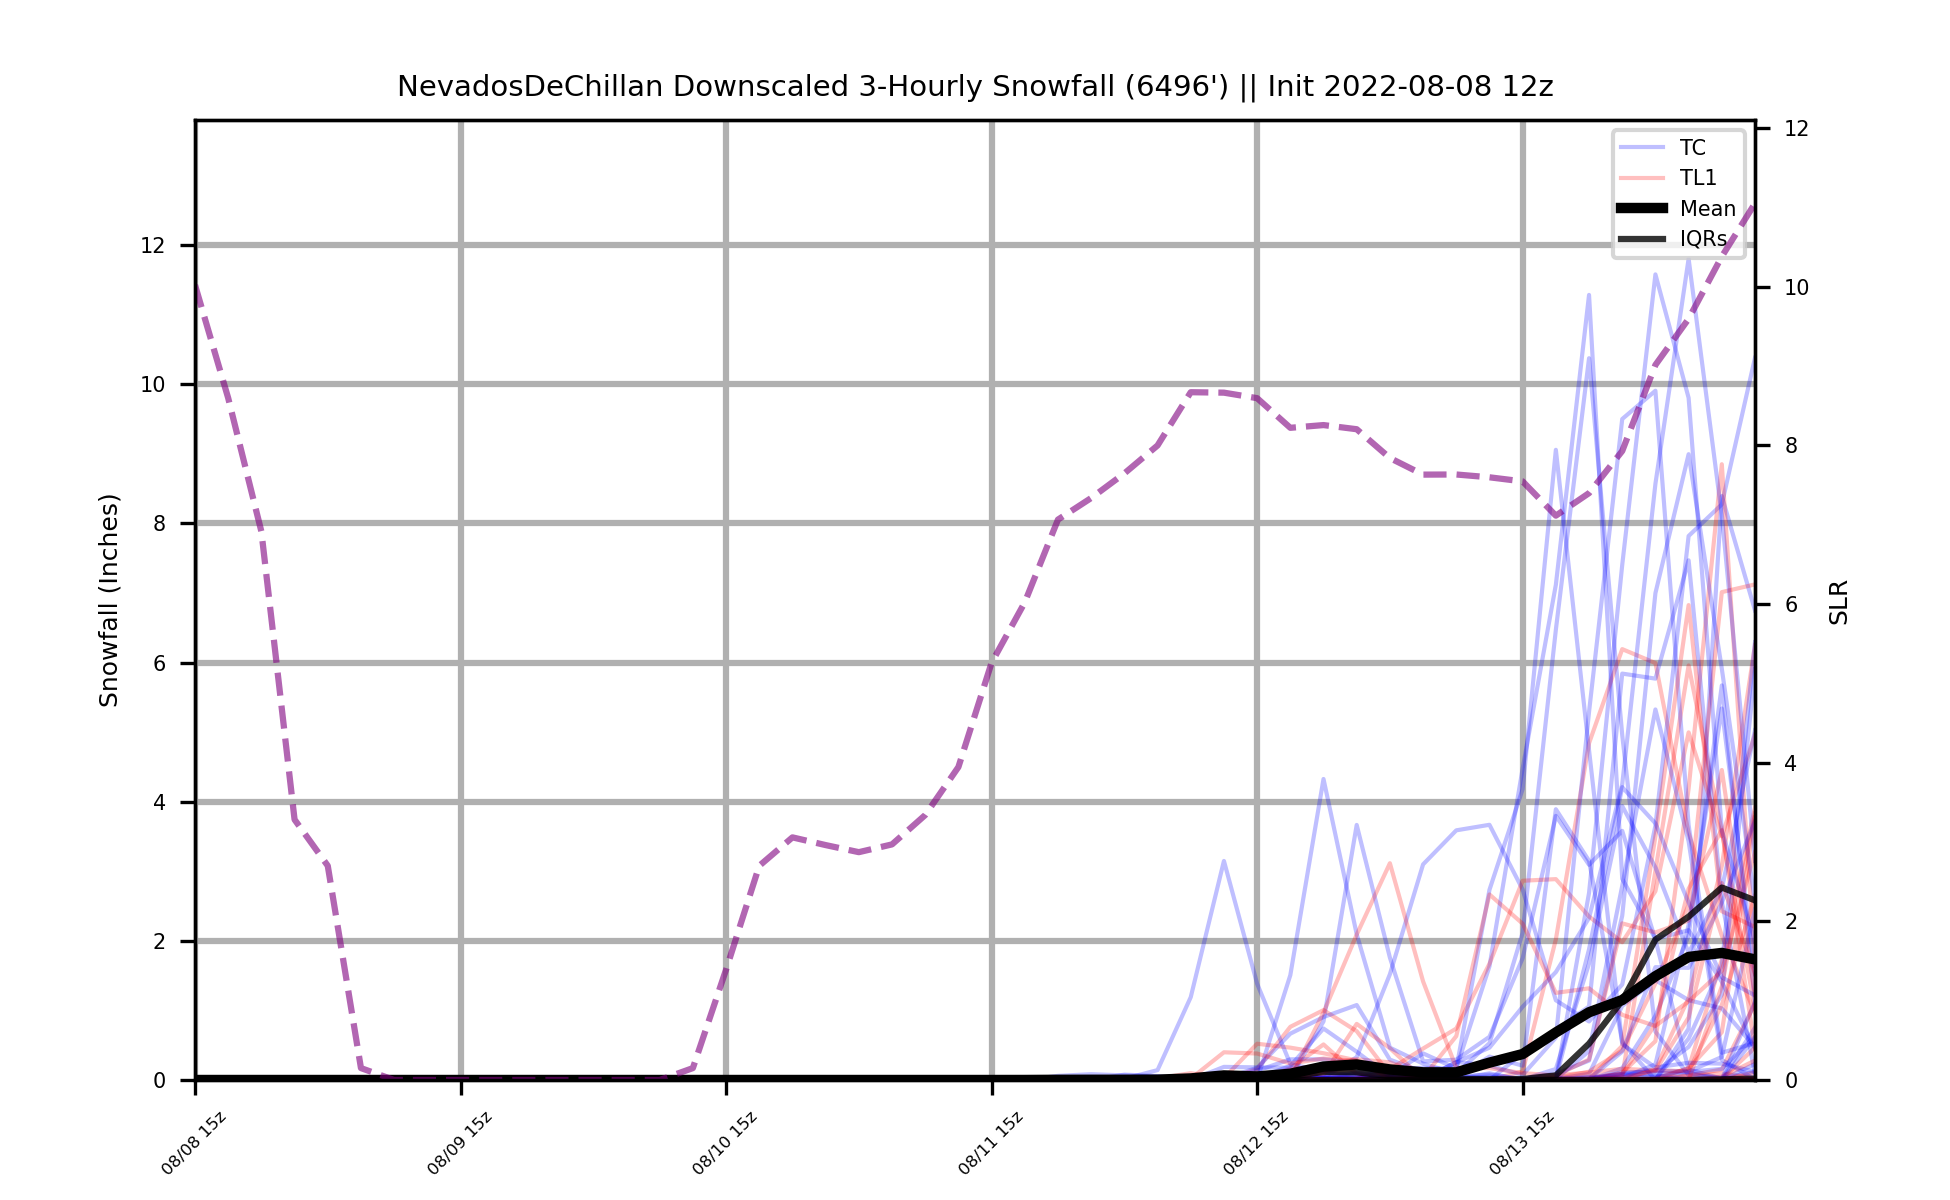 NevadosDeChillan Downscaled 3-Hourly Snowfall (6496') || Init 2022-08-08 12z
TC
TL1
Mean
IQRs
Snowfall (Inches)
12
10
8
6
4
2
0
12
10
8
6
4
2
0
SLR
08/08 15z
08/09 15z
08/10 15z
08/11 15z
08/12 15z
08/13 15z